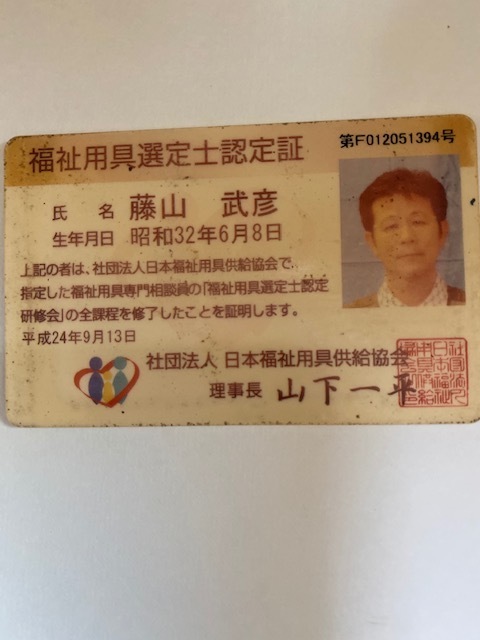 福祉用具選定士認定証
第F012051394号
氏 名 藤山 武彦
生年月日 昭和32年6月8日
上記の者は、社団法人日本福祉用具供給協会で、
指定した福祉用具専門相談員の「福祉用具選定士認定
研修会」の全課程を修了したことを証明します。
平成24年9月13日
社団法人 日本福祉用具供給協会
理事長 山下一平